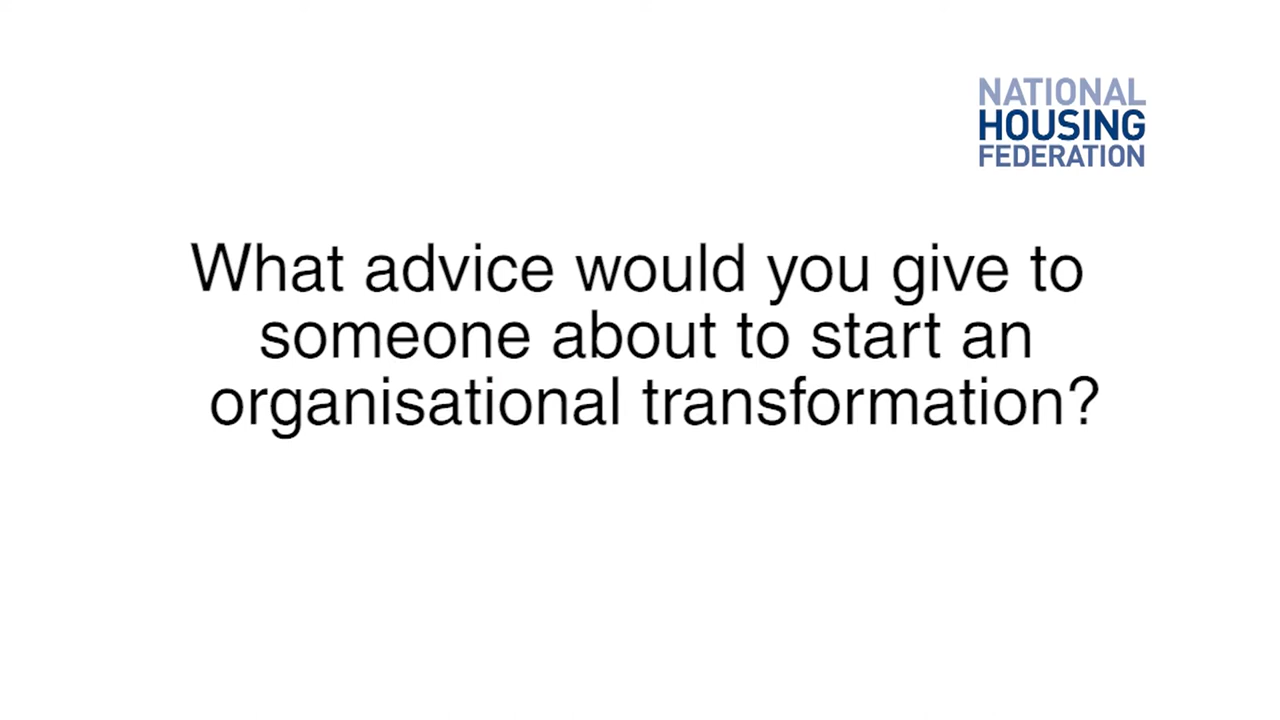 NATIONAL
HOUSING
FEDERATION
What advice would you give to
someone about to start an
organisational transformation?